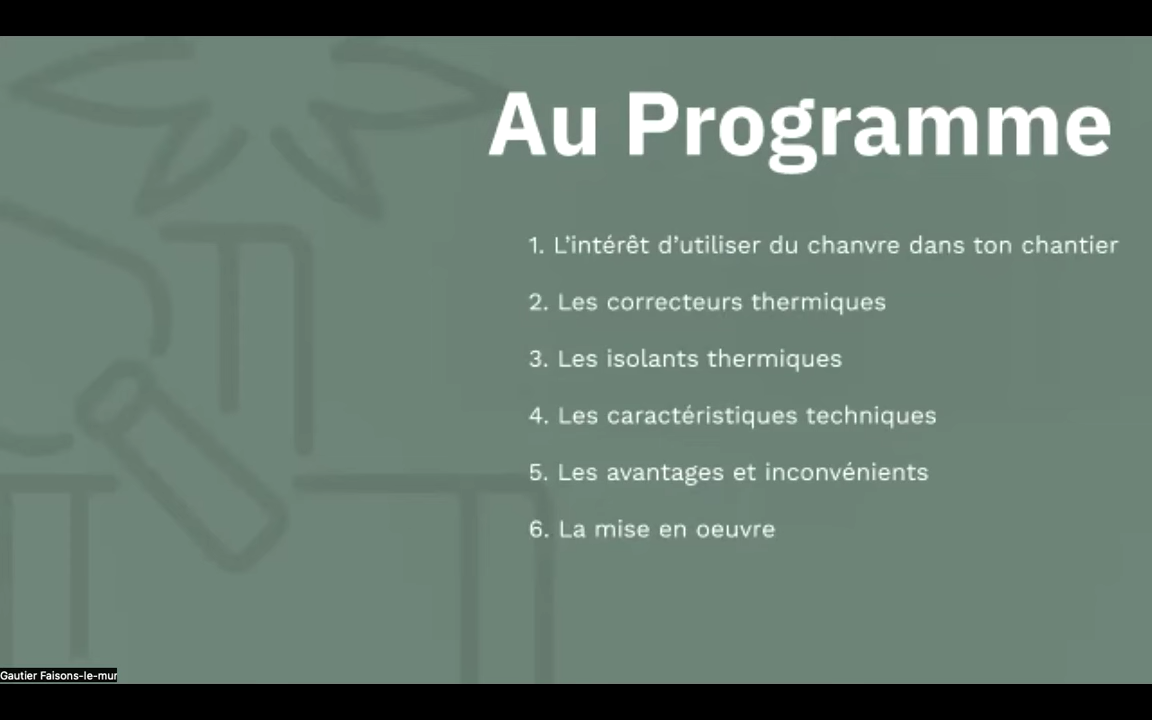 Au Programme
1. L’intérêt d’utiliser du chanvre dans ton chantier
2. Les correcteurs thermiques
3. Les isolants thermiques
4. Les caractéristiques techniques
5. Les avantages et inconvénients
6. La mise en oeuvre
Gautier Faisons-le-mur